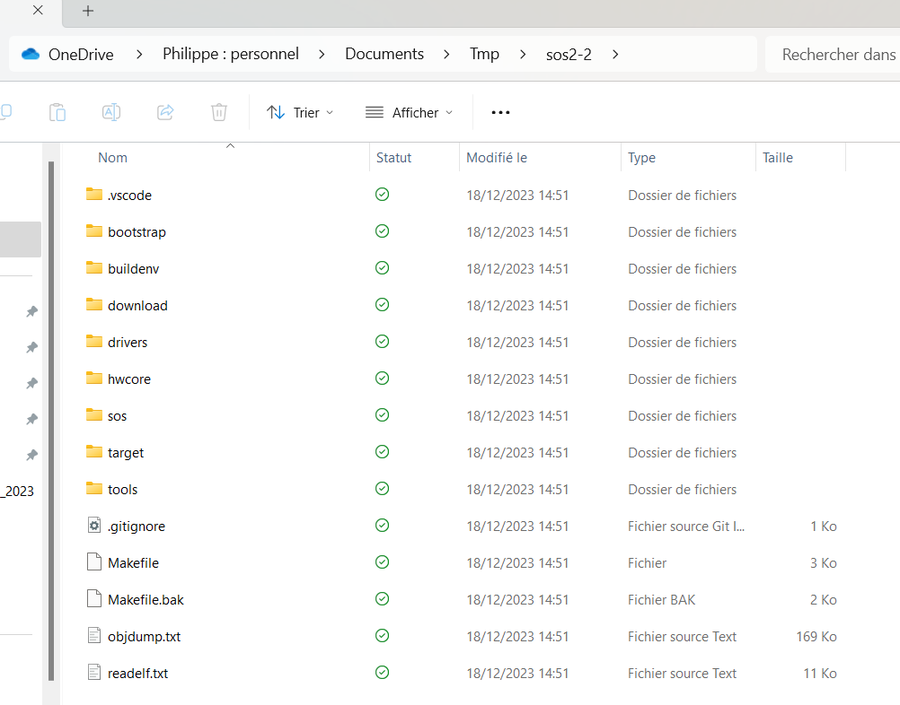 OneDrive > Philippe : personnel > Documents > Tmp > sos2-2 > Rechercher dans
Trier Afficher ...
Nom Statut Modifié le Type Taille
.vscode 18/12/2023 14:51 Dossier de fichiers
bootstrap 18/12/2023 14:51 Dossier de fichiers
buildenv 18/12/2023 14:51 Dossier de fichiers
download 18/12/2023 14:51 Dossier de fichiers
drivers 18/12/2023 14:51 Dossier de fichiers
hwcore 18/12/2023 14:51 Dossier de fichiers
sos 18/12/2023 14:51 Dossier de fichiers
target 18/12/2023 14:51 Dossier de fichiers
_2023 tools 18/12/2023 14:51 Dossier de fichiers
.gitignore 18/12/2023 14:51 Fichier source Git I... 1 Ko
Makefile 18/12/2023 14:51 Fichier 3 Ko
Makefile.bak 18/12/2023 14:51 Fichier BAK 2 Ko
objdump.txt 18/12/2023 14:51 Fichier source Text 169 Ko
readelf.txt 18/12/2023 14:51 Fichier source Text 11 Ko